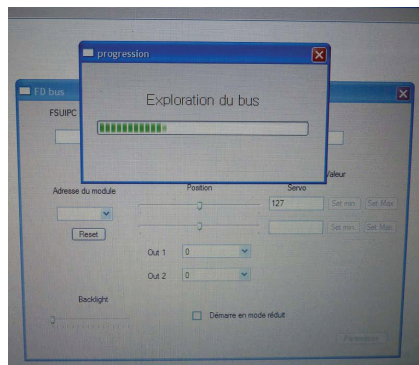 progression
Exploration du bus
FD bus
FSUIPC
Valeur
Adresse du module
Position
Servo
127
Set min.
Set Max
Reset
Set min.
Set Max
Out 1
0
Out 2
0
Backlight
Démarre en mode réduit
Paramètres